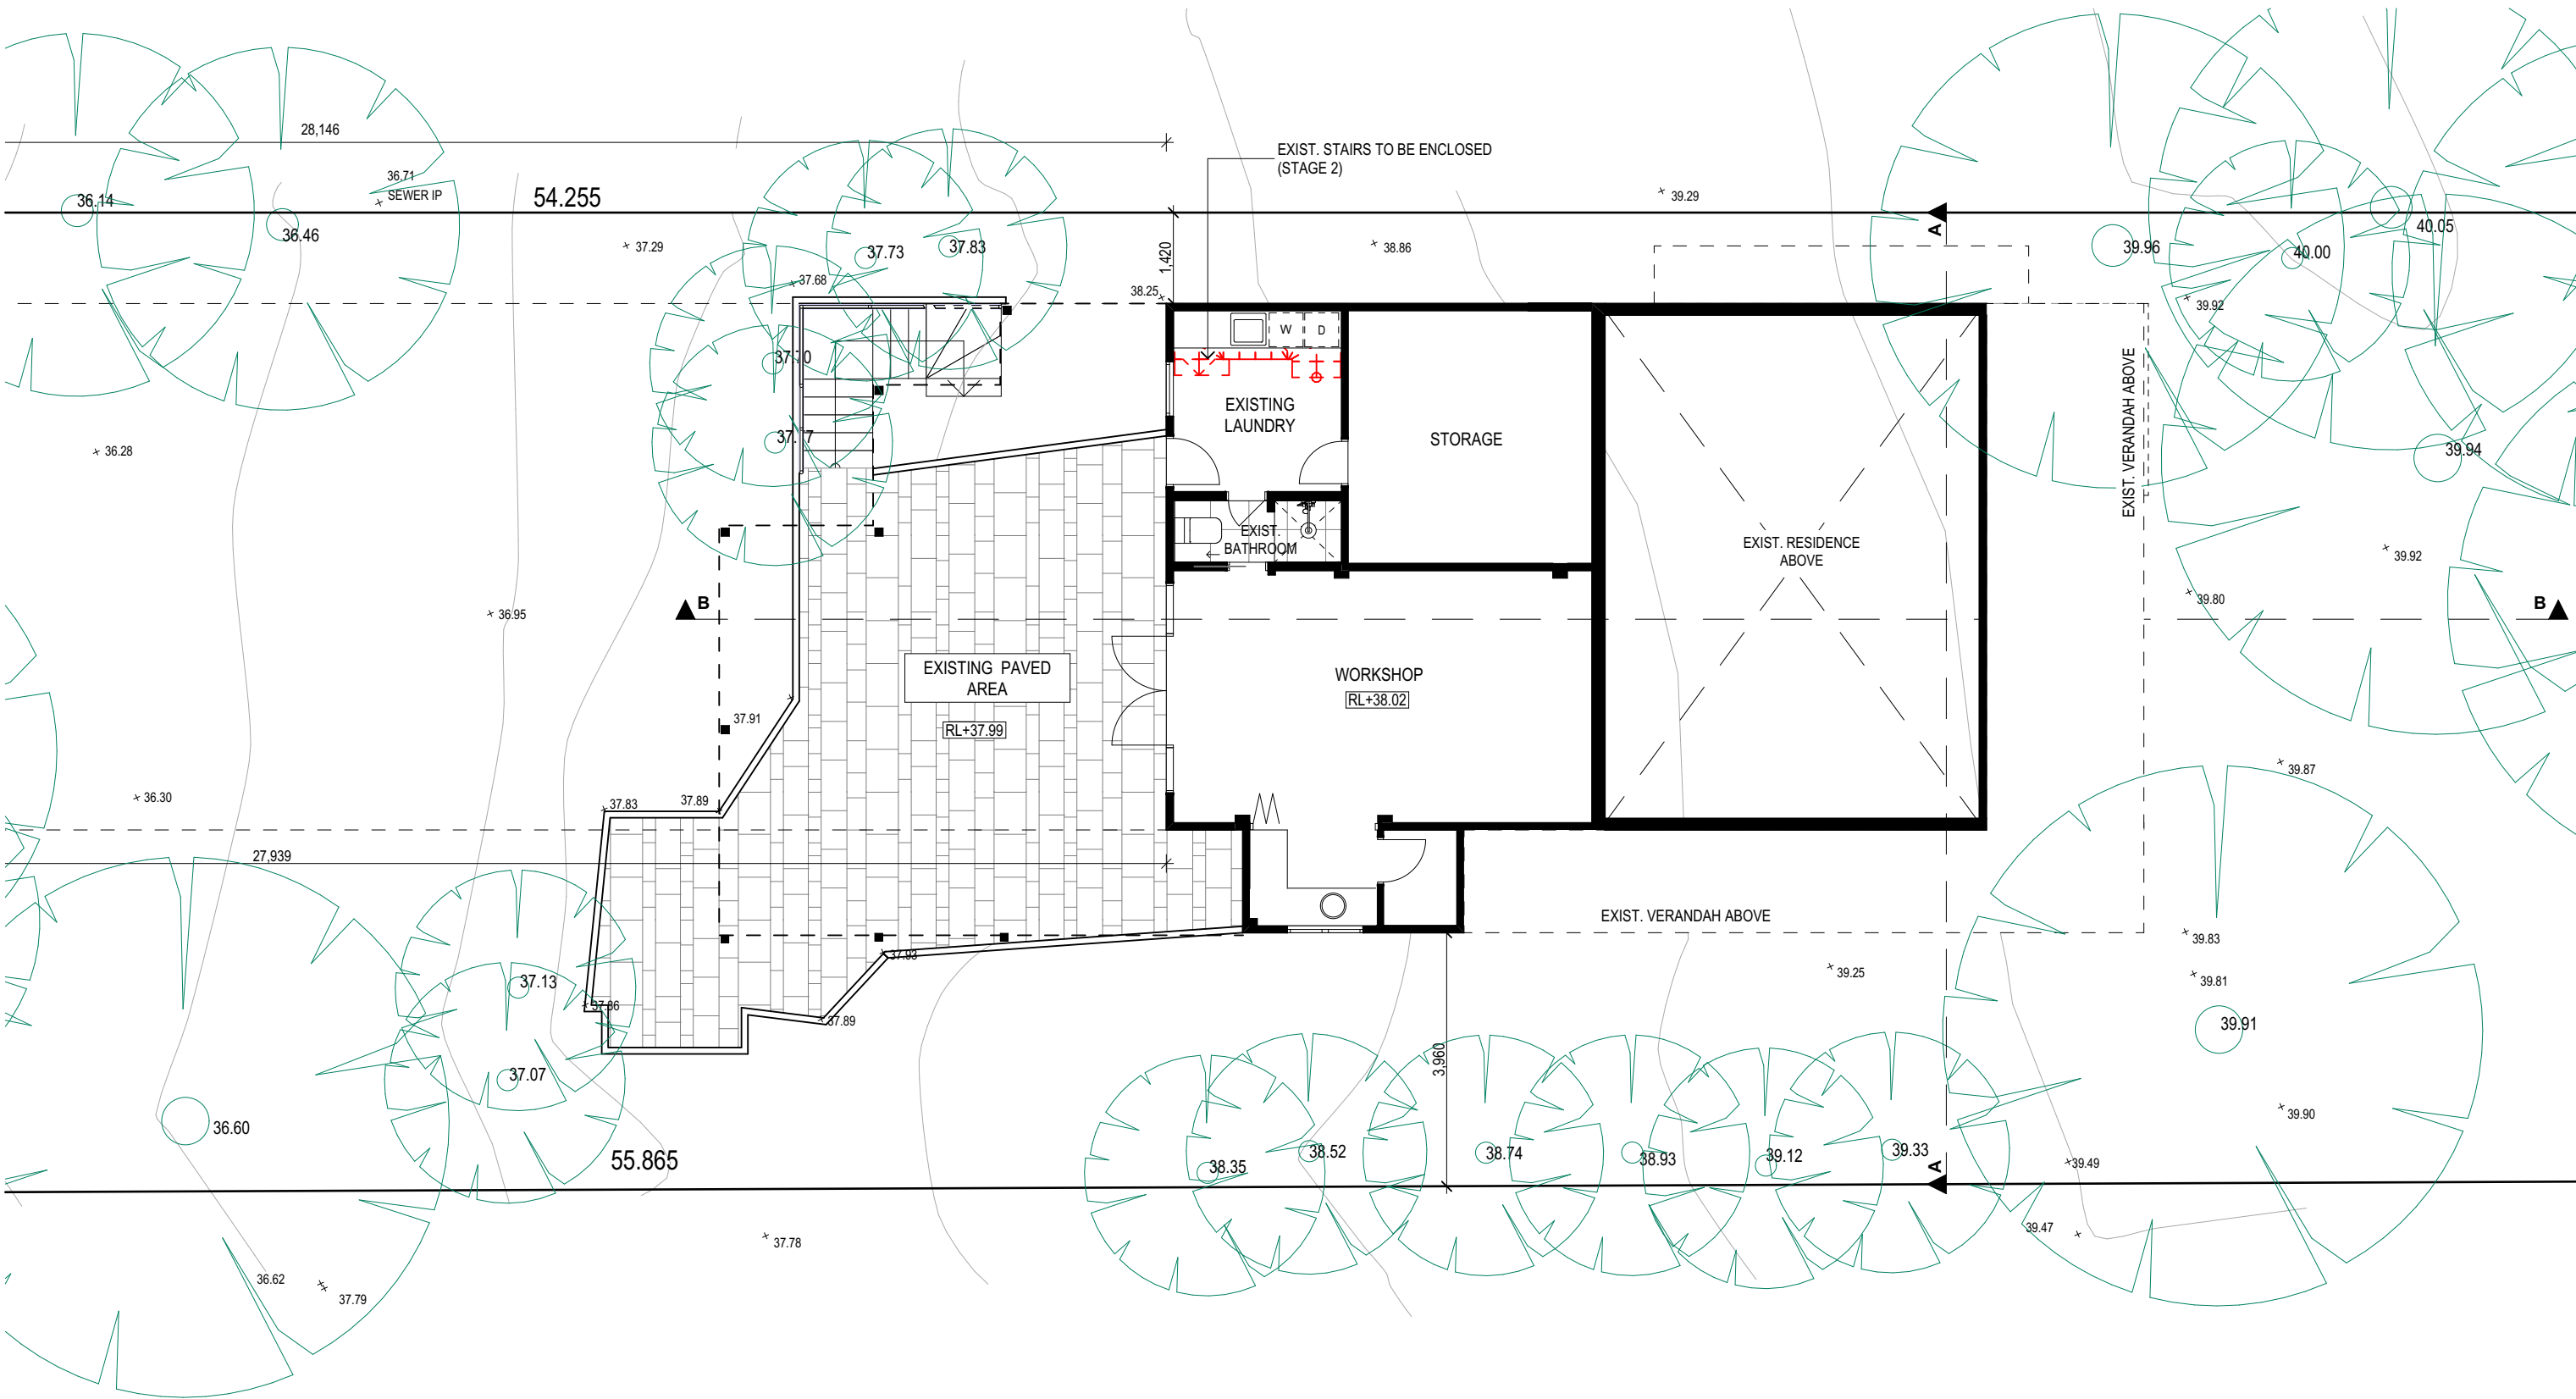 28,146
EXIST. STAIRS TO BE ENCLOSED
(STAGE 2)
36.71
SEWER IP
54.255
39.29
36.14
36.46
37.29
37.73
37.83
38.86
1,420
A
39.96
40.00
40.05
37.68
38.25
39.92
W
D
37.70
EXISTING
LAUNDRY
STORAGE
EXIST. VERANDAH ABOVE
36.28
39.94
EXIST.
BATHROOM
EXIST. RESIDENCE
ABOVE
39.92
36.95
B
39.80
B
EXISTING PAVED
AREA
WORKSHOP
RL+38.02
37.91
RL+37.99
39.87
36.30
37.83
37.89
27,939
EXIST. VERANDAH ABOVE
37.93
39.83
37.13
39.25
39.81
37.86
37.89
39.91
37.07
3,960
39.90
36.60
55.865
38.35
38.52
38.74
38.93
39.12
39.33
A
39.49
39.47
37.78
36.62
37.79